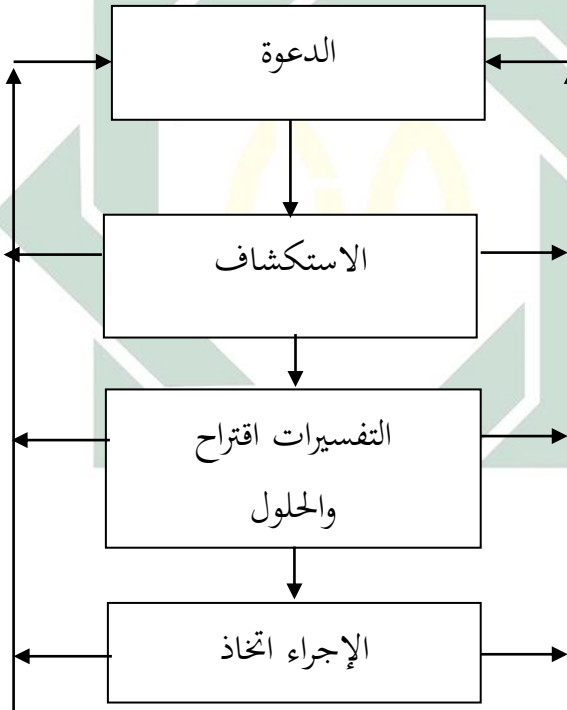 الدعوة
الاستكشاف
التفسيرات اقتراح
والحلول
الإجراء اتخاذ